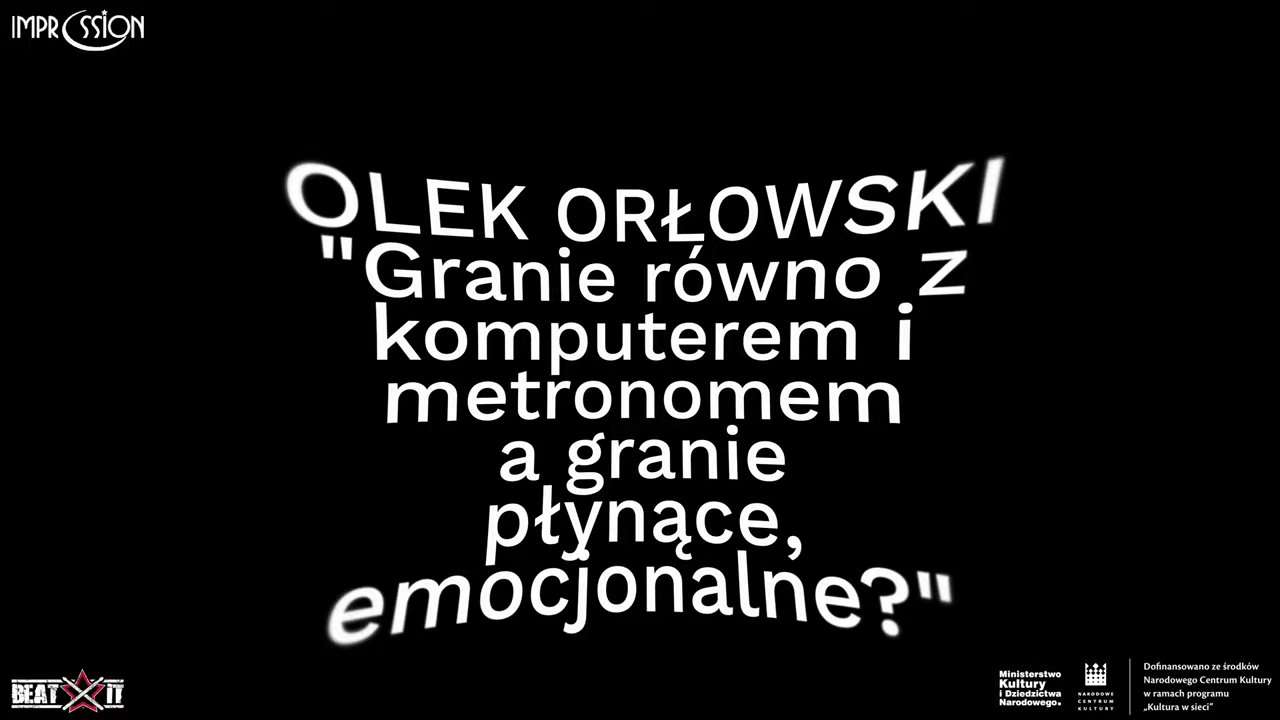 IMPRESSION
OLEK ORŁOWSKI
"Granie równo z
komputerem i
metronomem
a granie
płynące,
emocjonalne?"
BEAT IT
Ministerstwo
Kultury
i Dziedzictwa
Narodowego.
NARODOWE
CENTRUM
KULTURY
Dofinansowano ze środków
Narodowego Centrum Kultury
w ramach programu
„Kultura w sieci"